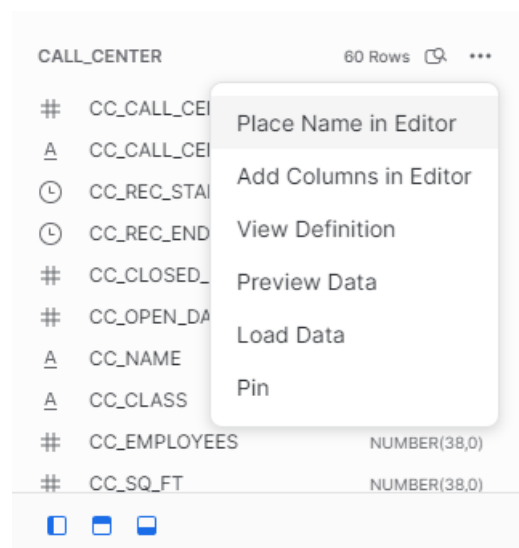 CALL_CENTER 60 Rows
Place Name in Editor
Add Columns in Editor
View Definition
Preview Data
Load Data
Pin
CC_NAME
CC_CLASS
CC_EMPLOYEES NUMBER(38,0)
CC_SQ_FT NUMBER(38,0)